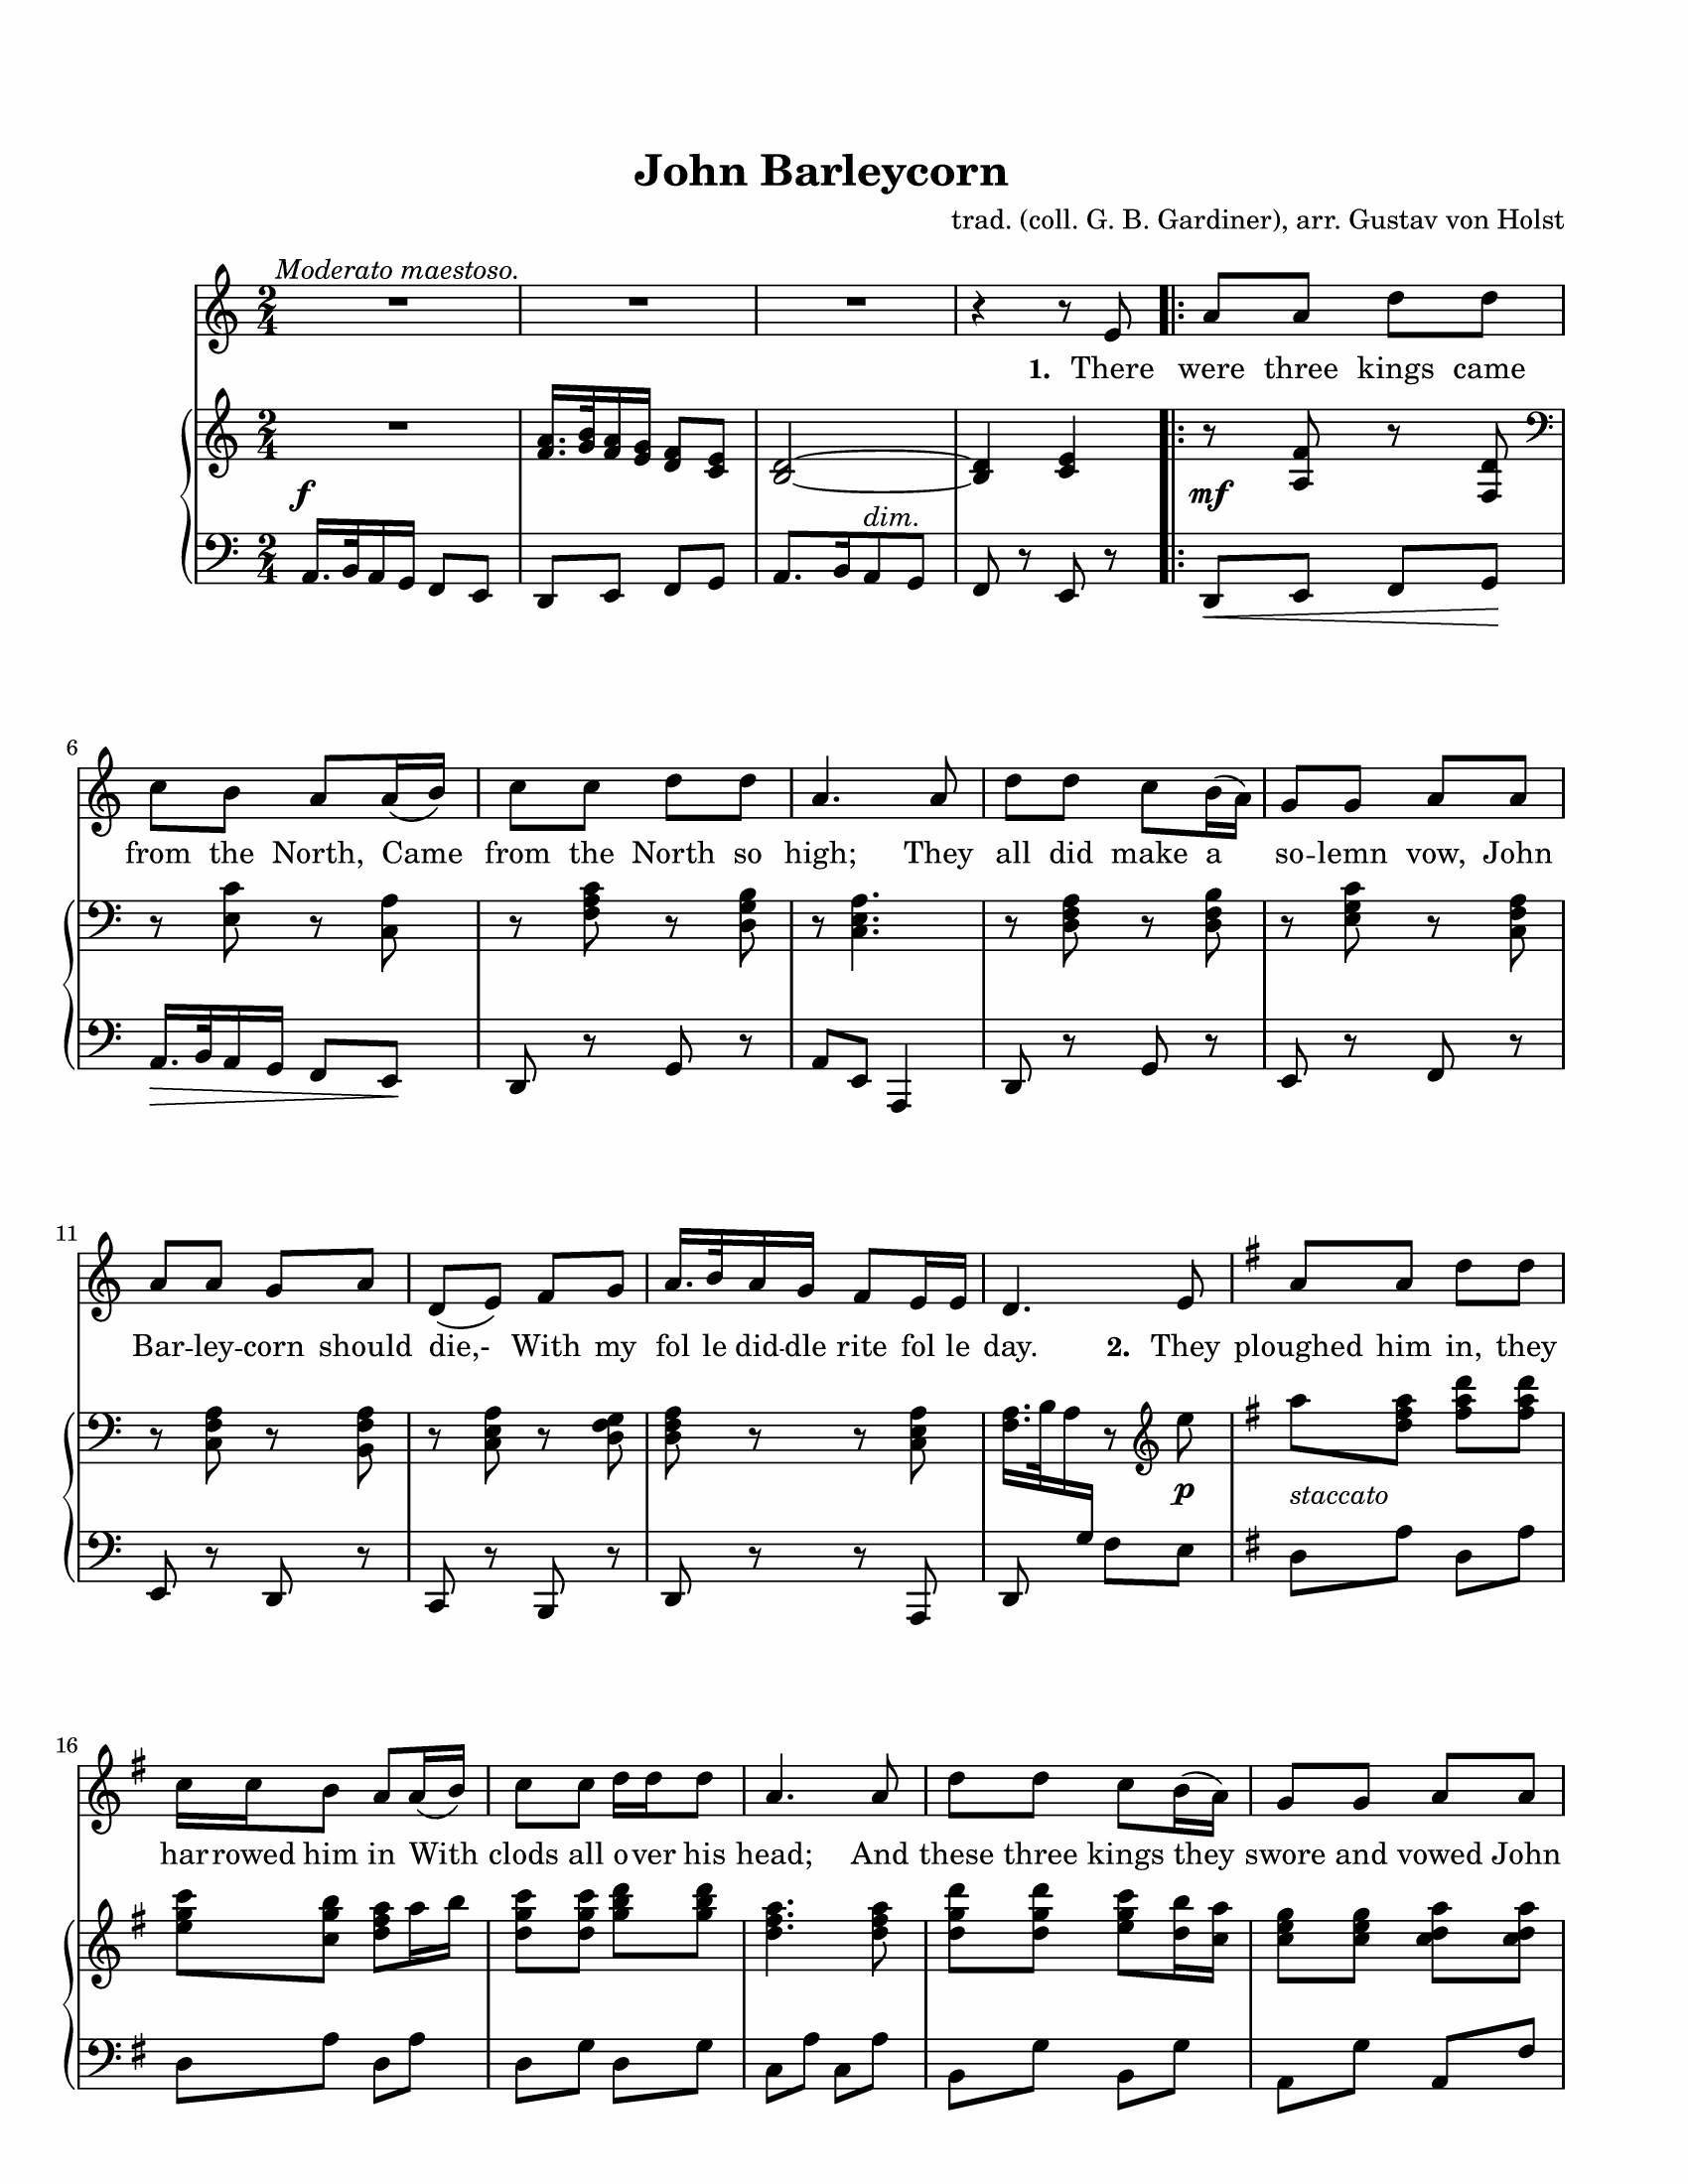 John Barleycorn
trad. (coll. G. B. Gardiner), arr. Gustav von Holst
Moderato maestoso.
1. There were three kings came
f
mf
dim.
6
from the North, Came from the North so high; They all did make a so -- lemn vow, John
11
Bar -- ley -- corn should die,- With my fol le did -- dle rite fol le day. 2. They ploughed him in, they
p
staccato
16
har -- rowed him in With clods all o -- ver his head; And these three kings they swore and vowed John